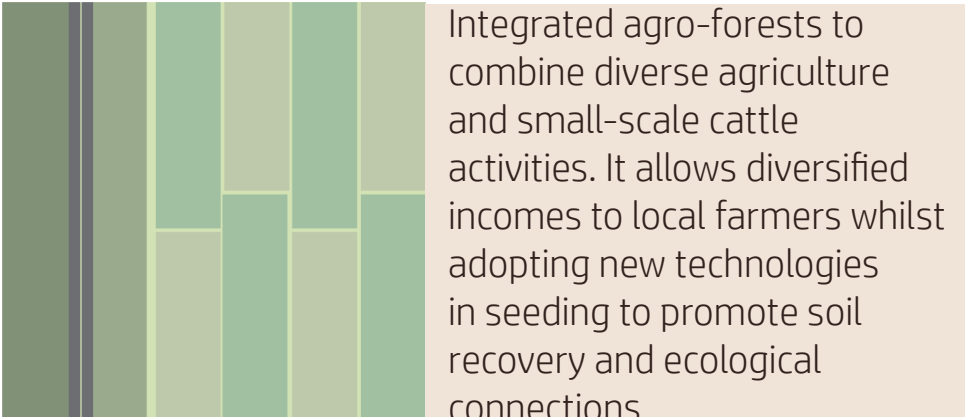 Integrated agro-forests to
combine diverse agriculture
and small-scale cattle
activities. It allows diversified
incomes to local farmers whilst
adopting new technologies
in seeding to promote soil
recovery and ecological
connections